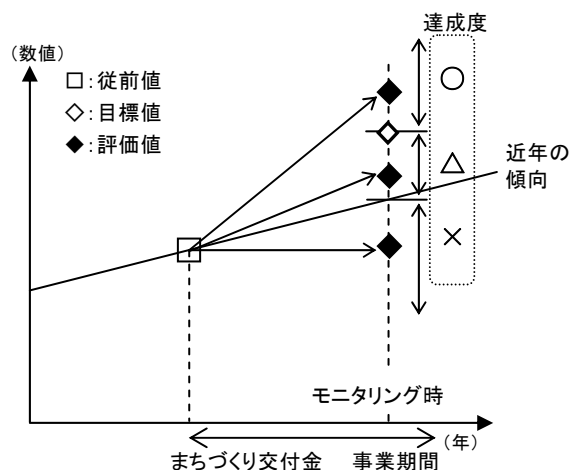 達成度
(数値)
□:従前値
◇:目標値
◆:評価値
○
△
×
近年の
傾向
モニタリング時
(年)
まちづくり交付金 事業期間